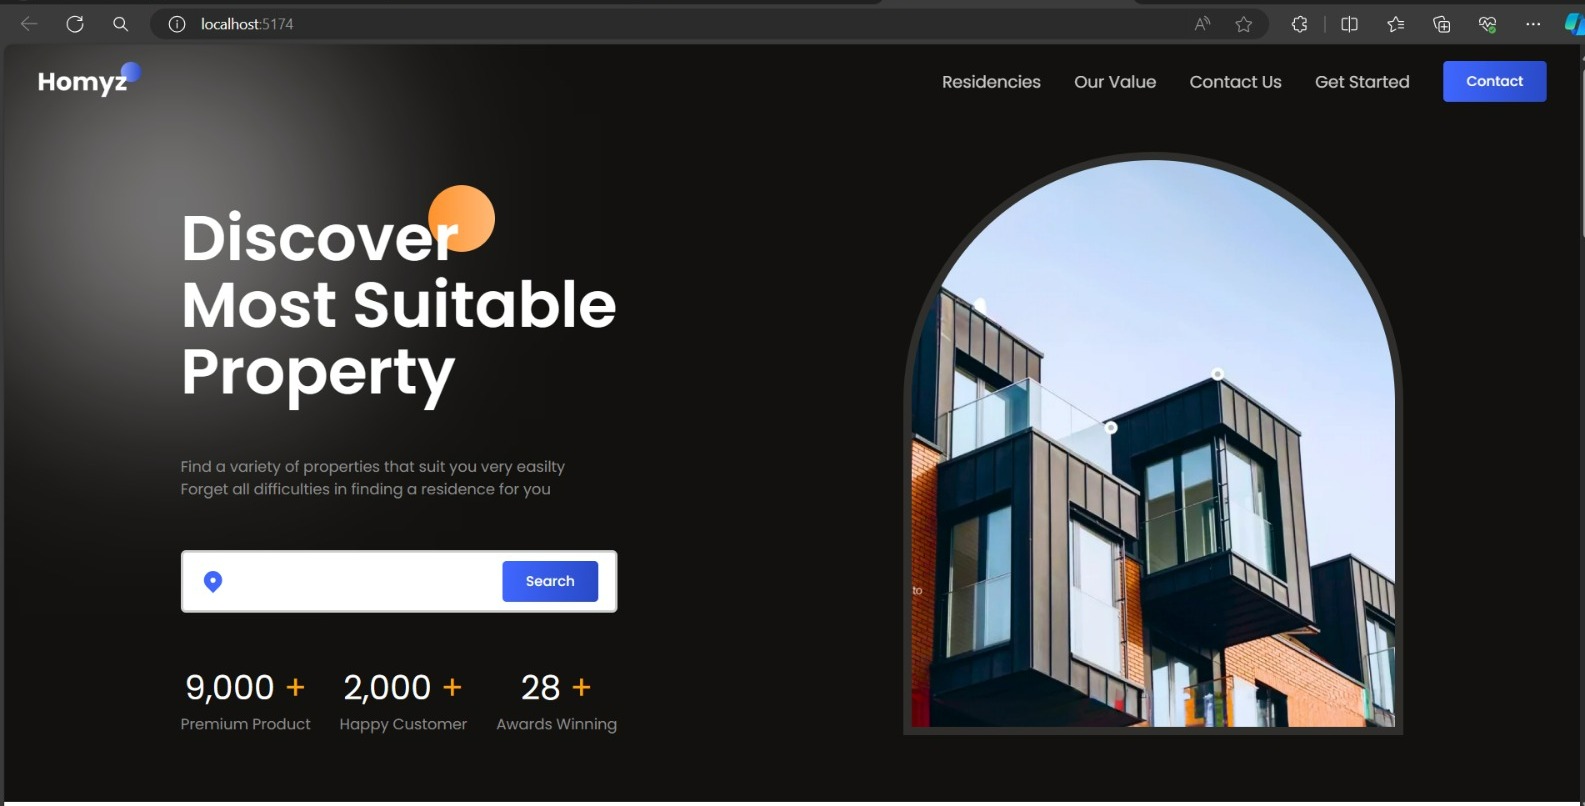 localhost:5174
Homyz
Residencies Our Value Contact Us Get Started Contact
Discover
Most Suitable
Property
Find a variety of properties that suit you very easilty
Forget all difficulties in finding a residence for you
Search
9,000 + 2,000 + 28 +
Premium Product Happy Customer Awards Winning
to